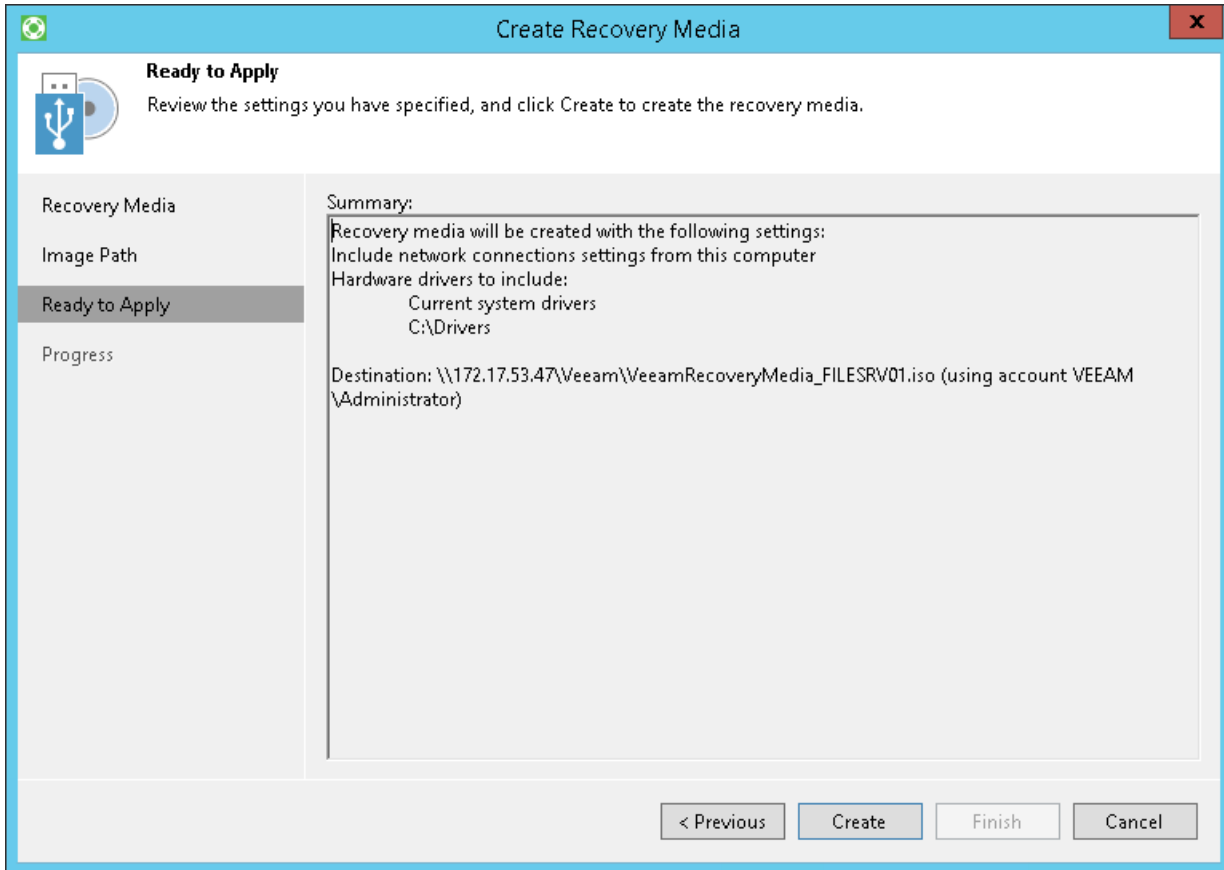 Create Recovery Media
x
Ready to Apply
Review the settings you have specified, and click Create to create the recovery media.
Recovery Media
Image Path
Ready to Apply
Progress
Summary:
Recovery media will be created with the following settings:
Include network connections settings from this computer
Hardware drivers to include:
Current system drivers
C:\Drivers
Destination: \\172.17.53.47\Veeam\VeeamRecoveryMedia_FILESRV01.iso (using account VEEAM
\Administrator)
< Previous
Create
Finish
Cancel